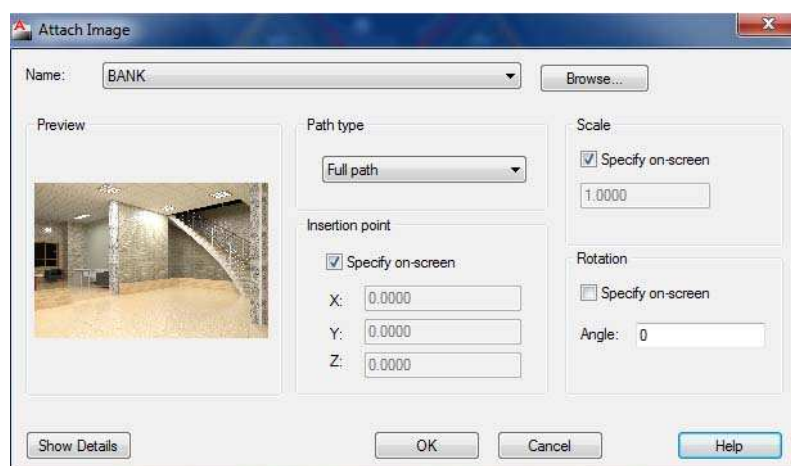 Attach Image
Name:
BANK
Browse...
Preview
Path type
Full path
Scale
Specify on-screen
1.0000
Insertion point
Specify on-screen
X:
0.0000
Y:
0.0000
Z:
0.0000
Rotation
Specify on-screen
Angle:
0
Show Details
OK
Cancel
Help